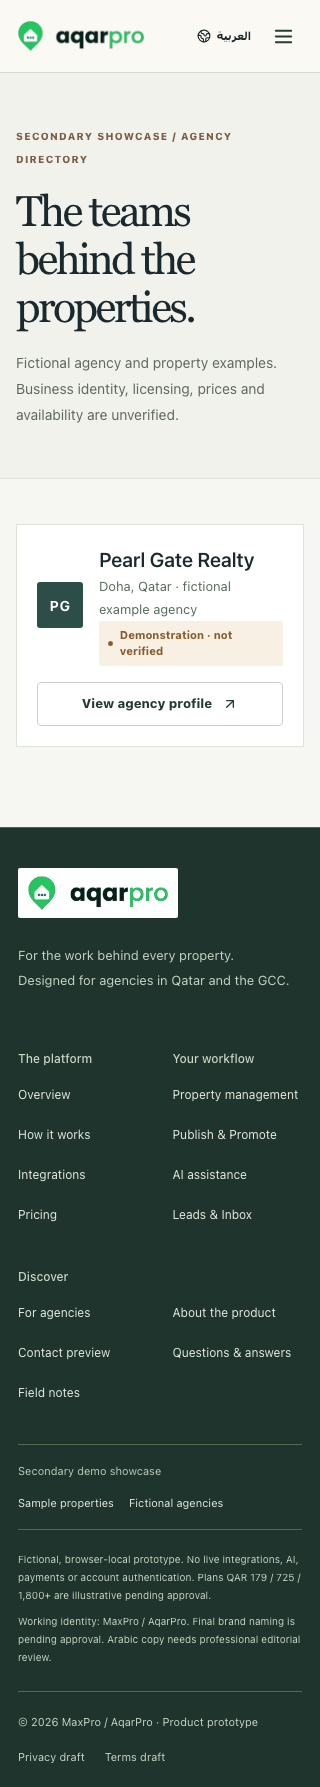 aqarpro
العربية
SECONDARY SHOWCASE / AGENCY
DIRECTORY
The teams
behind the
properties.
Fictional agency and property examples.
Business identity, licensing, prices and
availability are unverified.
PG
Pearl Gate Realty
Doha, Qatar · fictional
example agency
Demonstration · not
verified
View agency profile
aqarpro
For the work behind every property.
Designed for agencies in Qatar and the GCC.
The platform
Overview
How it works
Integrations
Pricing
Your workflow
Property management
Publish & Promote
AI assistance
Leads & Inbox
Discover
For agencies
About the product
Contact preview
Questions & answers
Field notes
Secondary demo showcase
Sample properties
Fictional agencies
Fictional, browser-local prototype. No live integrations, AI,
payments or account authentication. Plans QAR 179 / 725 /
1,800+ are illustrative pending approval.
Working identity: MaxPro / AqarPro. Final brand naming is
pending approval. Arabic copy needs professional editorial
review.
© 2026 MaxPro / AqarPro · Product prototype
Privacy draft
Terms draft